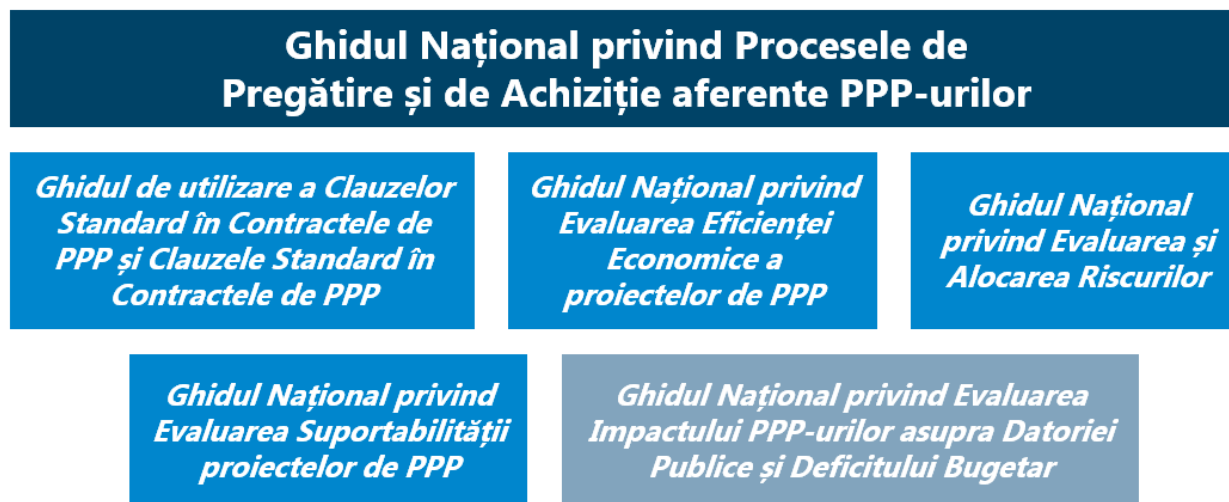 Ghidul Național privind Procesele de
Pregătire și de Achiziție aferente PPP-urilor
Ghidul de utilizare a Clauzelor
Standard în Contractele de
PPP și Clauzele Standard în
Contractele de PPP
Ghidul Național privind
Evaluarea Eficienței
Economice a
proiectelor de PPP
Ghidul Național
privind Evaluarea și
Alocarea Riscurilor
Ghidul Național privind
Evaluarea Suportabilității
proiectelor de PPP
Ghidul Național privind Evaluarea
Impactului PPP-urilor asupra Datoriei
Publice și Deficitului Bugetar